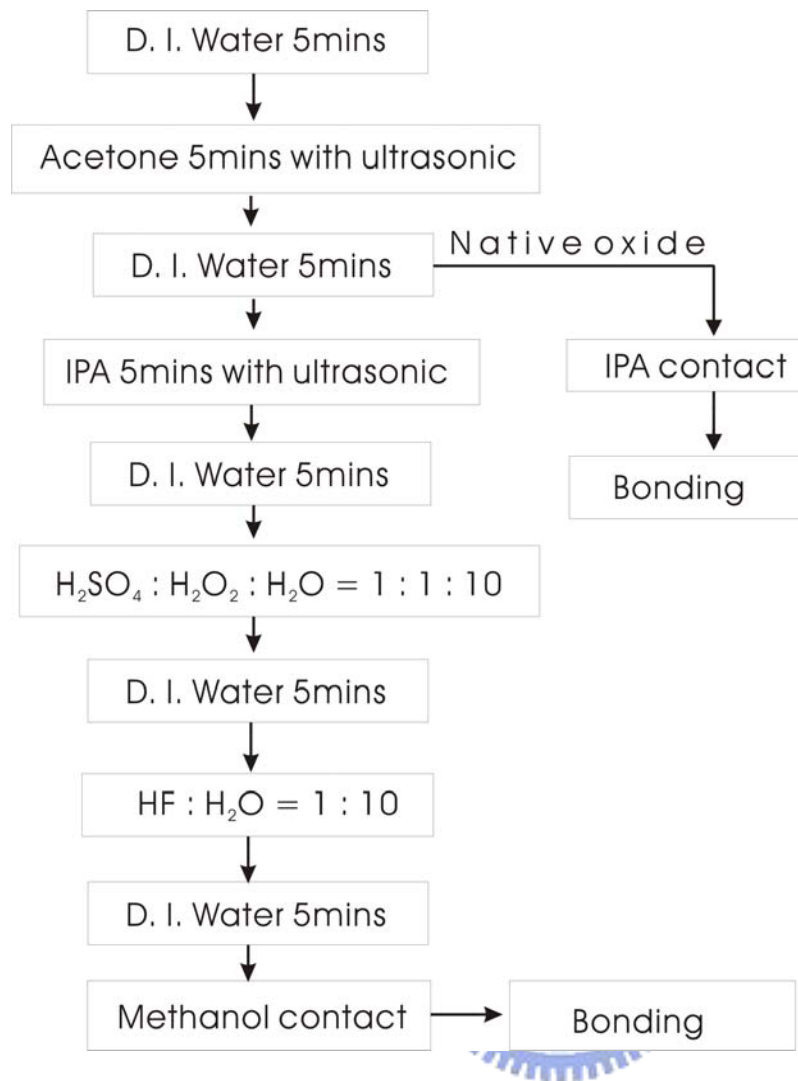 D. I. Water 5mins
Acetone 5mins with ultrasonic
D. I. Water 5mins
Native oxide
IPA 5mins with ultrasonic
IPA contact
D. I. Water 5mins
Bonding
H₂SO₄ : H₂O₂ : H₂O = 1 : 1 : 10
D. I. Water 5mins
HF : H₂O = 1 : 10
D. I. Water 5mins
Methanol contact
Bonding